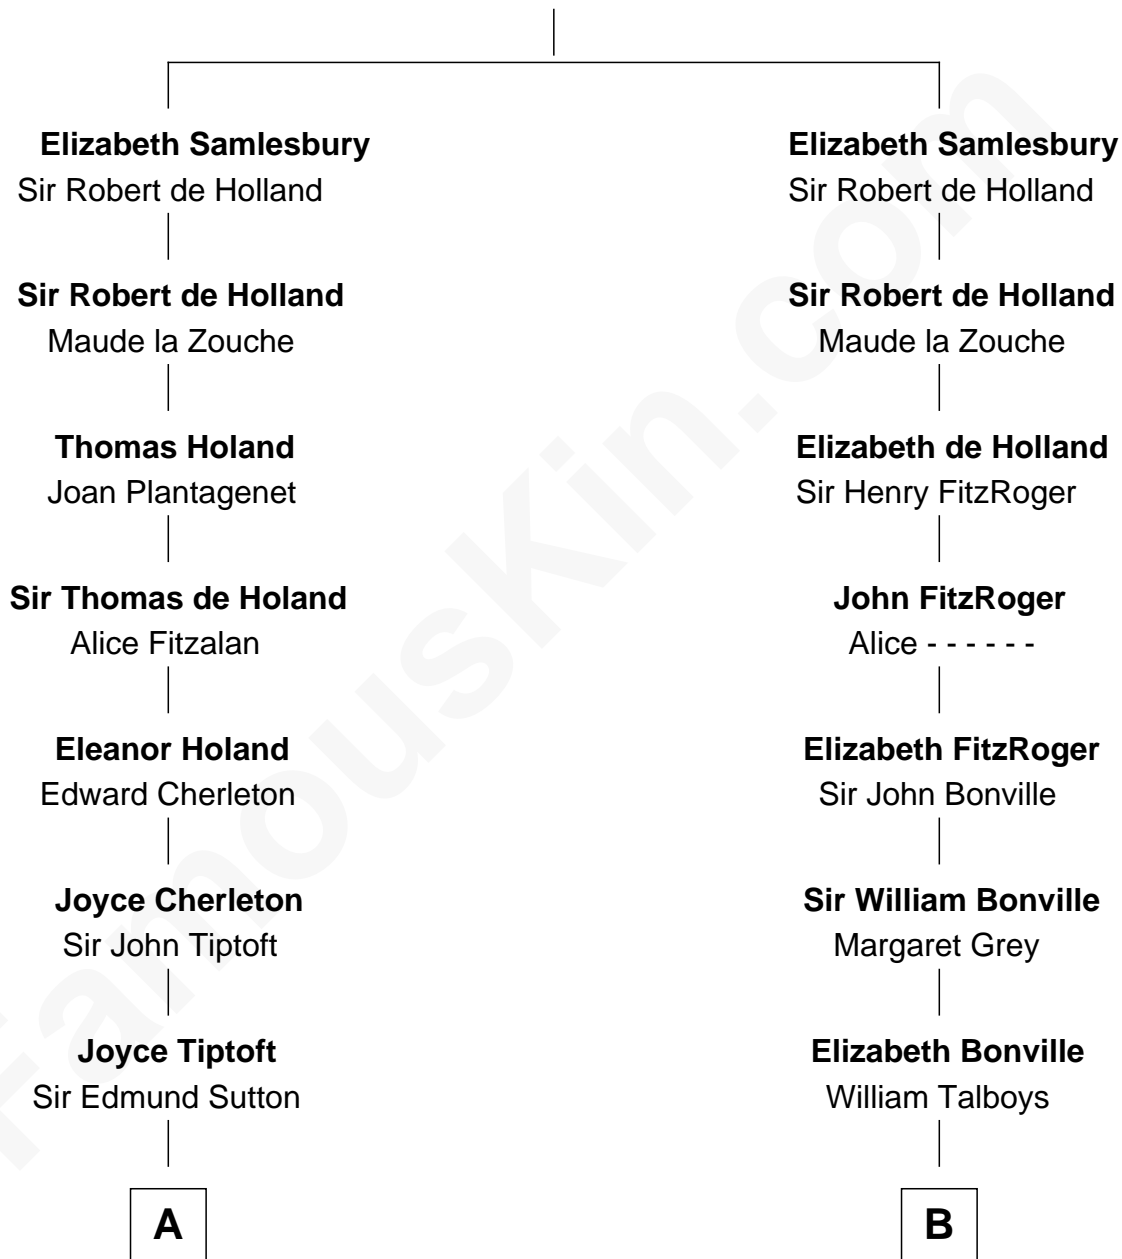 Elizabeth Samlesbury
Sir Robert de Holland
Sir Robert de Holland
Maude la Zouche
Thomas Holand
Joan Plantagenet
Sir Thomas de Holand
Alice Fitzalan
Eleanor Holand
Edward Cherleton
Joyce Cherleton
Sir John Tiptoft
Joyce Tiptoft
Sir Edmund Sutton
A
Elizabeth Samlesbury
Sir Robert de Holland
Sir Robert de Holland
Maude la Zouche
Elizabeth de Holland
Sir Henry FitzRoger
John FitzRoger
Alice - - - - - -
Elizabeth FitzRoger
Sir John Bonville
Sir William Bonville
Margaret Grey
Elizabeth Bonville
William Talboys
B
FamousKin.com